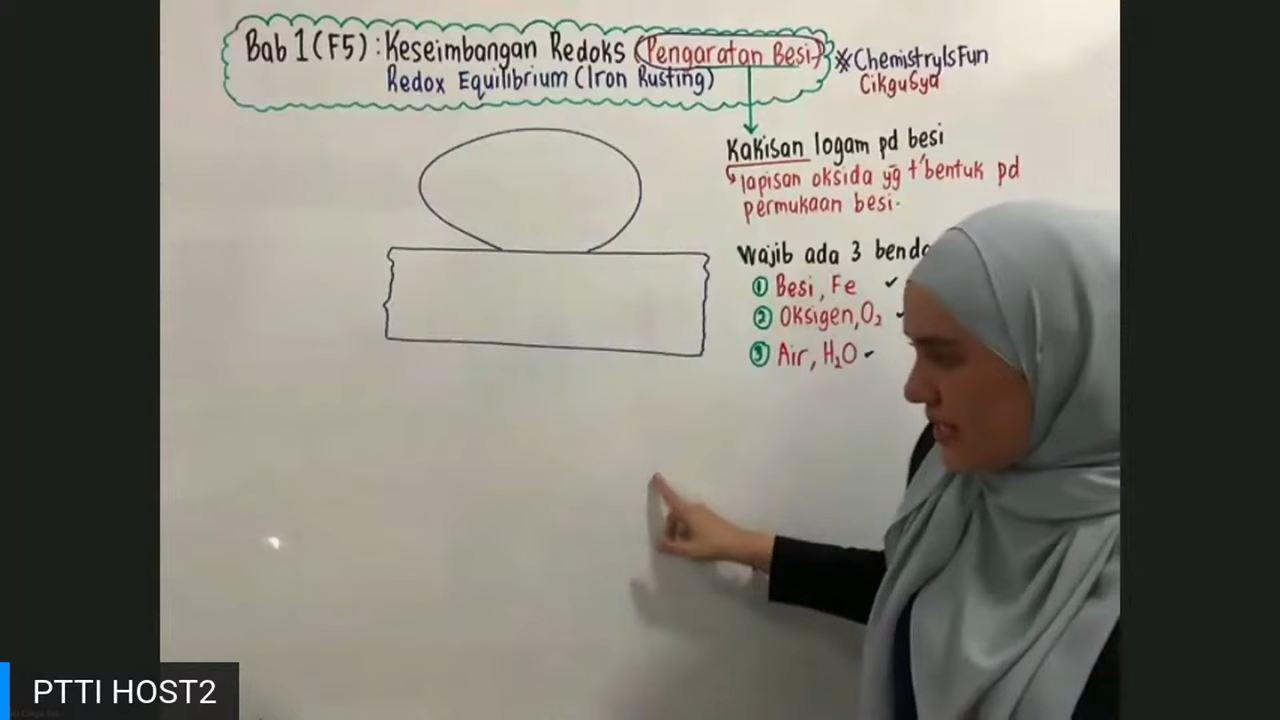 Bab 1 (F5) : Keseimbangan Redoks (Pengaratan Besi)
Redox Equilibrium (Iron Rusting)
#ChemistryIsFun
CikguSya
Kakisan logam pd besi
lapisan oksida yg t'bentuk pd
permukaan besi.
Wajib ada 3
① Besi, Fe ✓
② Oksigen, O₂
③ Air, H₂O
PTTI HOST2